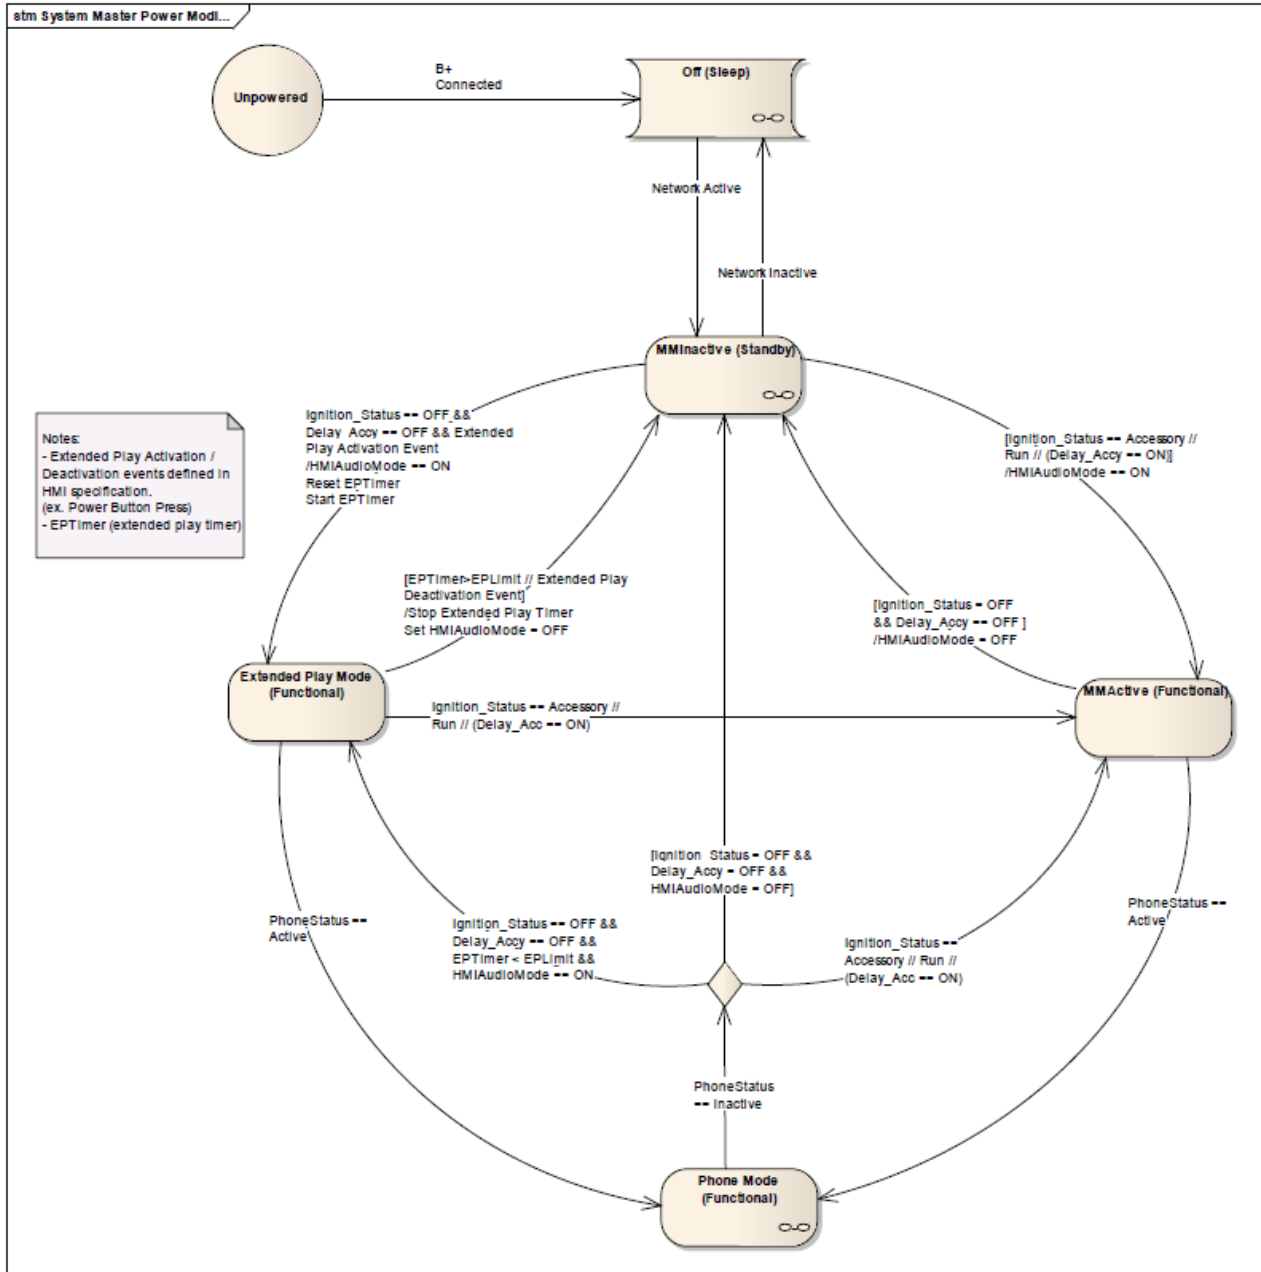 stm System Master Power Modi...
Unpowered
B+
Connected
Off (Sleep)
Network Active
Network Inactive
MMInactive (Standby)
Ignition_Status == OFF &&
Delay_Accy == OFF && Extended
Play Activation Event
/HMIAudioMode == ON
Reset EPTimer
Start EPTimer
[Ignition_Status == Accessory //
Run // (Delay_Accy == ON)]
/HMIAudioMode == ON
Notes:
- Extended Play Activation /
Deactivation events defined in
HMI specification.
(ex. Power Button Press)
- EPTimer (extended play timer)
[EPTimer>EPLimit // Extended Play
Deactivation Event]
/Stop Extended Play Timer
Set HMIAudioMode = OFF
[Ignition_Status = OFF
&& Delay_Accy == OFF ]
/HMIAudioMode = OFF
Extended Play Mode
(Functional)
Ignition_Status == Accessory //
Run // (Delay_Acc == ON)
MMActive (Functional)
[Ignition_Status = OFF &&
Delay_Accy = OFF &&
HMIAudioMode = OFF]
PhoneStatus ==
Active
Ignition_Status == OFF &&
Delay_Accy == OFF &&
EPTimer < EPLimit &&
HMIAudioMode == ON
Ignition_Status ==
Accessory // Run //
(Delay_Acc == ON)
PhoneStatus ==
Active
PhoneStatus
== Inactive
Phone Mode
(Functional)